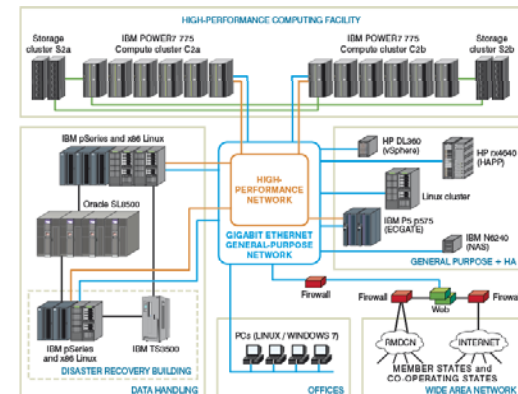 HIGH-PERFORMANCE COMPUTING FACILITY
Storage
cluster S2a
IBM POWER7 775
Compute cluster C2a
IBM POWER7 775
Compute cluster C2b
Storage
cluster S2b
IBM pSeries and x86 Linux
Oracle SL8500
IBM pSeries
and x86 Linux
IBM TS3500
DISASTER RECOVERY BUILDING
DATA HANDLING
HIGH-
PERFORMANCE
NETWORK
GIGABIT ETHERNET
GENERAL-PURPOSE
NETWORK
HP DL360
(vSphere)
HP rx4640
(HAPP)
Linux cluster
IBM P5 p575
(ECGATE)
IBM N6240
(NAS)
GENERAL PURPOSE + HA
Firewall
Firewall
Web
Firewall
PCs (LINUX / WINDOWS 7)
OFFICES
RMDCN
INTERNET
MEMBER STATES and
CO-OPERATING STATES
WIDE AREA NETWORK